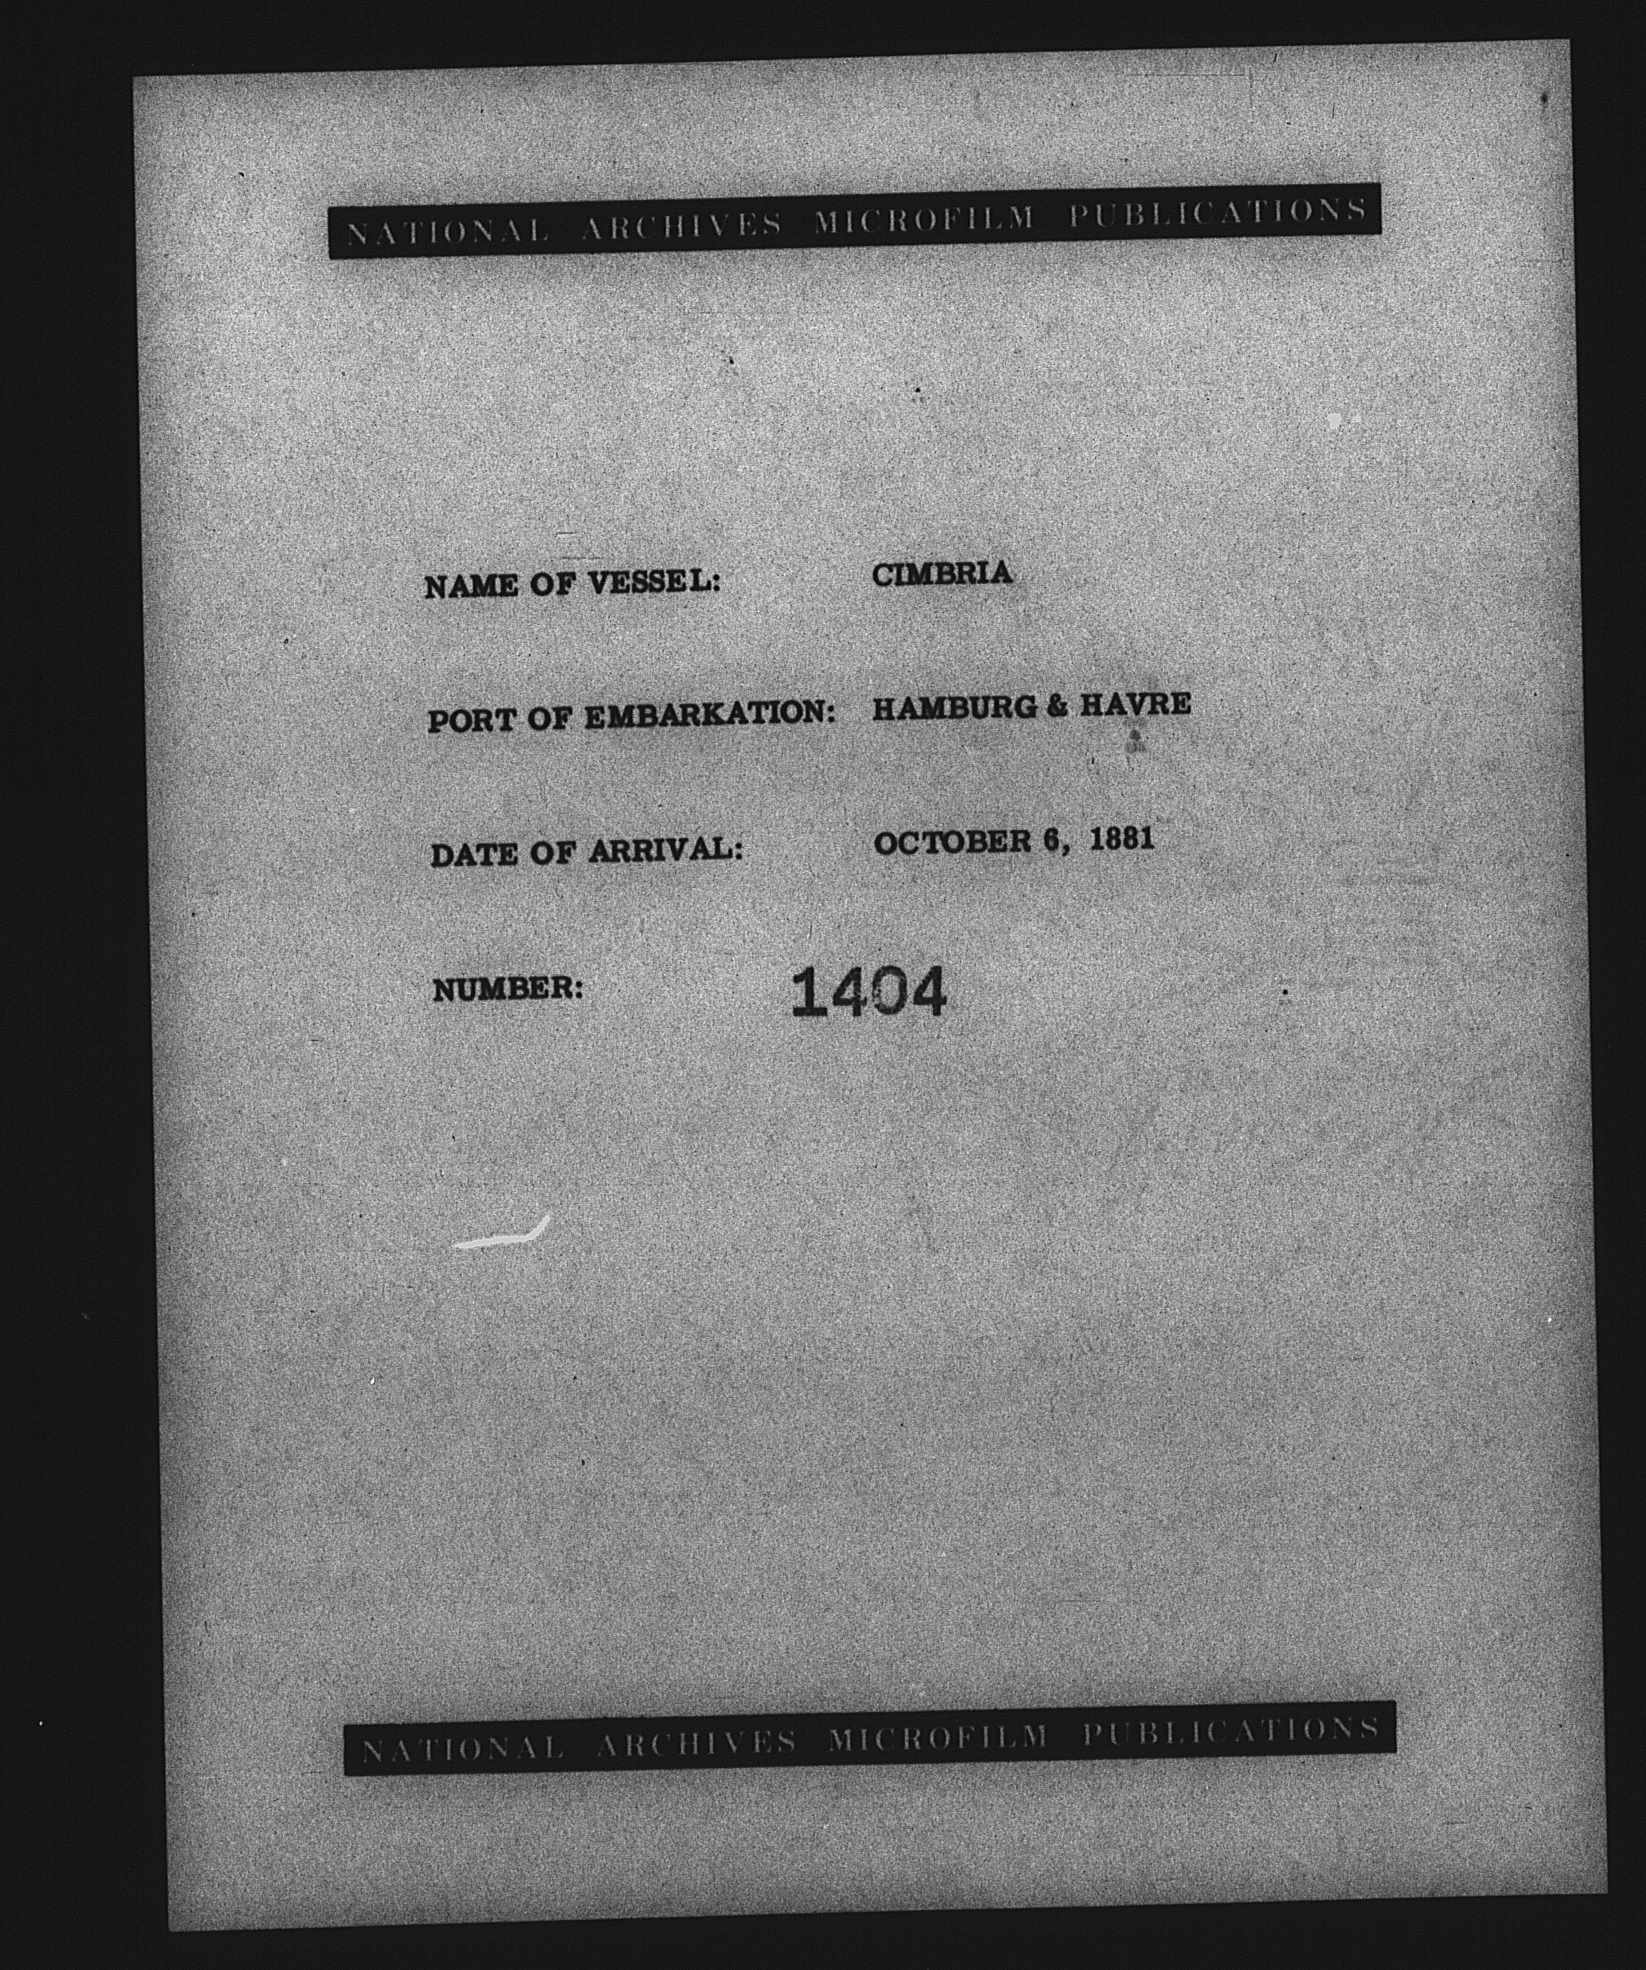 NATIONAL ARCHIVES MICROFILM PUBLICATIONS
NAME OF VESSEL: CIMBRIA
PORT OF EMBARKATION: HAMBURG & HAVRE
DATE OF ARRIVAL: OCTOBER 6, 1881
NUMBER: 1404
NATIONAL ARCHIVES MICROFILM PUBLICATIONS